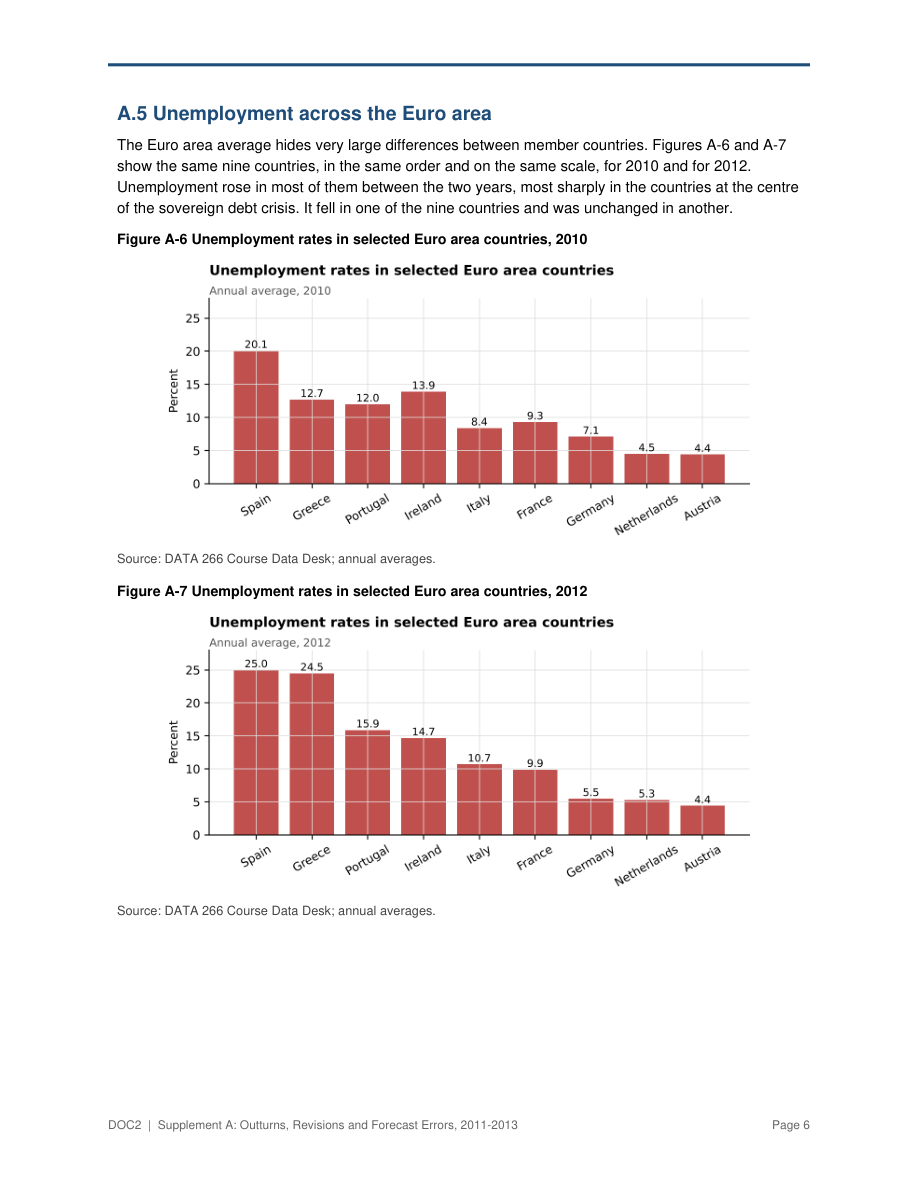 A.5 Unemployment across the Euro area
The Euro area average hides very large differences between member countries. Figures A-6 and A-7
show the same nine countries, in the same order and on the same scale, for 2010 and for 2012.
Unemployment rose in most of them between the two years, most sharply in the countries at the centre
of the sovereign debt crisis. It fell in one of the nine countries and was unchanged in another.
Figure A-6 Unemployment rates in selected Euro area countries, 2010
Unemployment rates in selected Euro area countries
Annual average, 2010
Percent
25
20
15
10
5
0
20.1
12.7
12.0
13.9
8.4
9.3
7.1
4.5
4.4
Spain
Greece
Portugal
Ireland
Italy
France
Germany
Netherlands
Austria
Source: DATA 266 Course Data Desk; annual averages.
Figure A-7 Unemployment rates in selected Euro area countries, 2012
Unemployment rates in selected Euro area countries
Annual average, 2012
Percent
25
20
15
10
5
0
25.0
24.5
15.9
14.7
10.7
9.9
5.5
5.3
4.4
Spain
Greece
Portugal
Ireland
Italy
France
Germany
Netherlands
Austria
Source: DATA 266 Course Data Desk; annual averages.
DOC2 | Supplement A: Outturns, Revisions and Forecast Errors, 2011-2013
Page 6